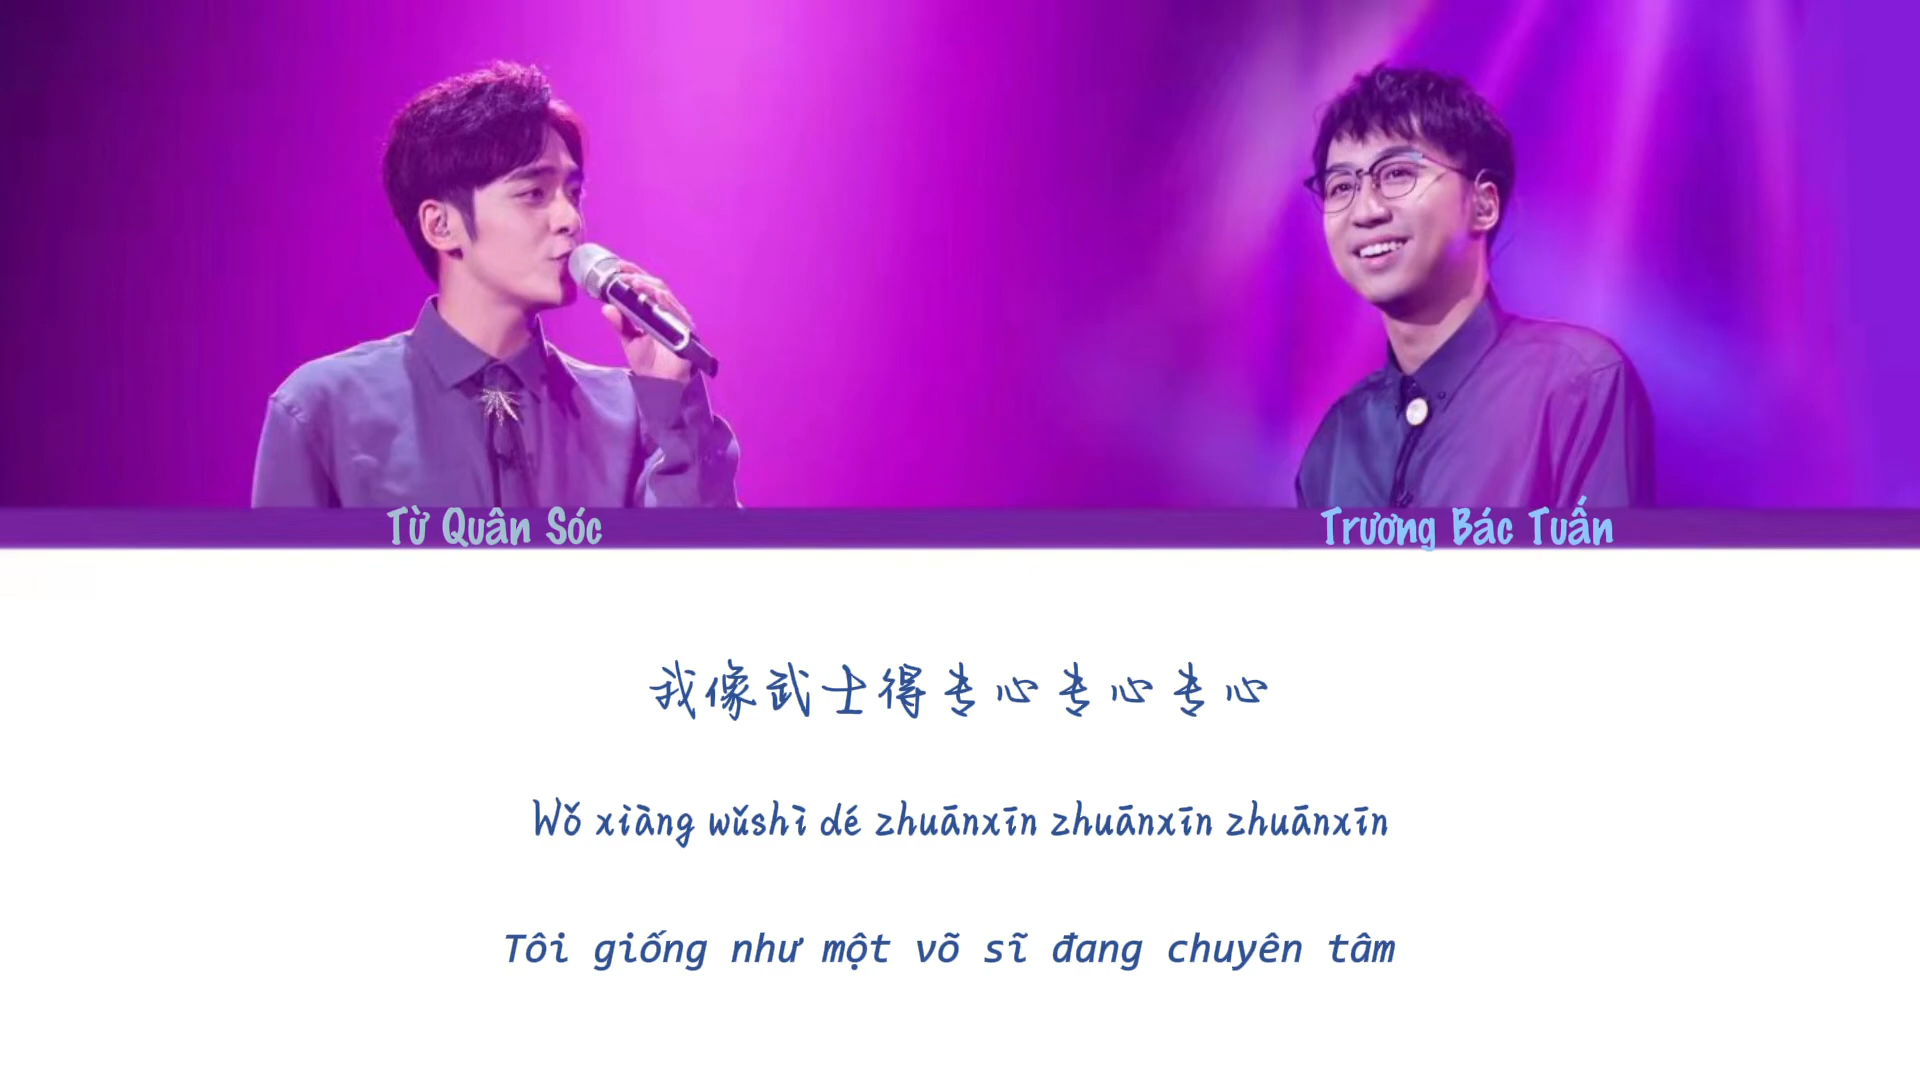 Từ Quân Sóc
Trương Bác Tuấn
我像武士得专心专心专心
Wǒ xiàng wǔshì dé zhuānxīn zhuānxīn zhuānxīn
Tôi giống như một võ sĩ đang chuyên tâm